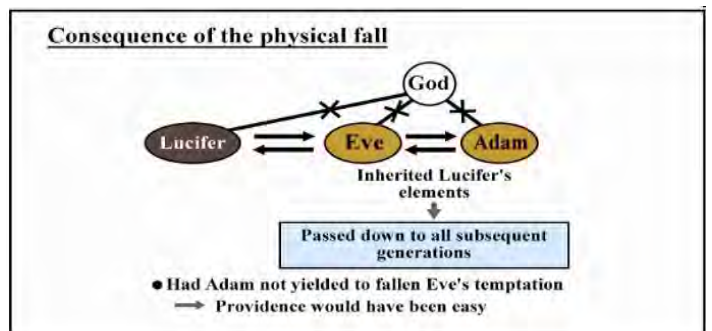 Consequence of the physical fall
God
Lucifer
Eve
Adam
Inherited Lucifer's
elements
Passed down to all subsequent
generations
● Had Adam not yielded to fallen Eve's temptation
→ Providence would have been easy